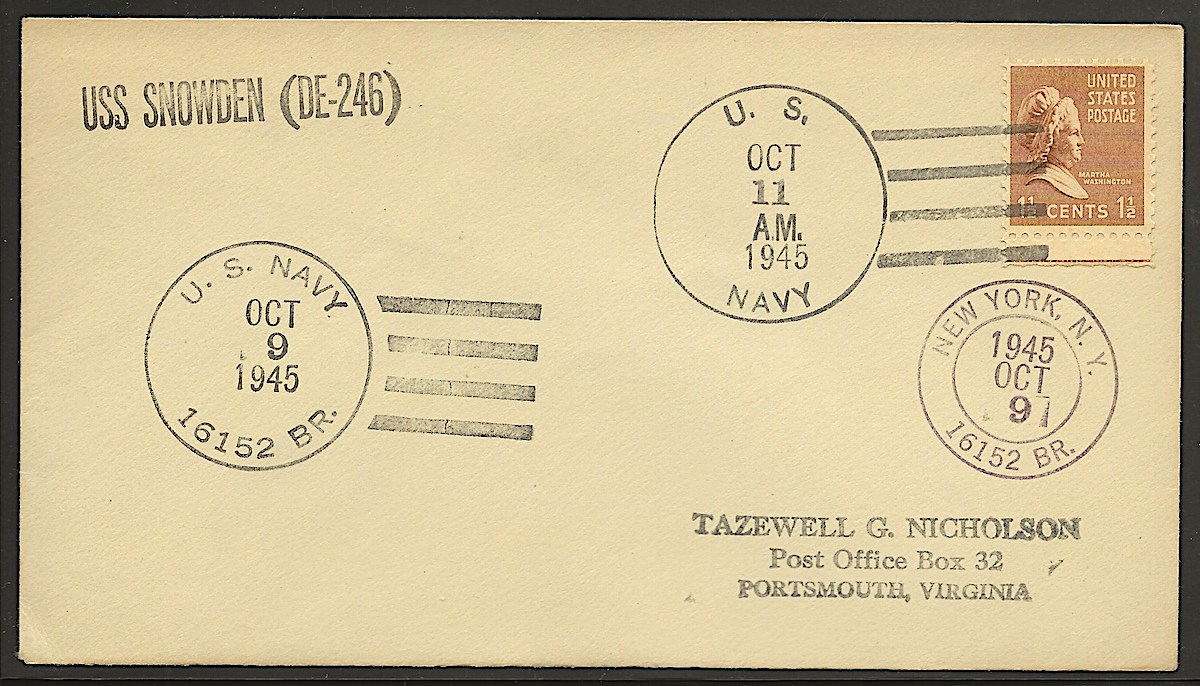 USS SNOWDEN (DE-246)
U. S.
OCT
11
A.M.
1945
NAVY
UNITED
STATES
POSTAGE
MARTHA
WASHINGTON
1½ CENTS 1½
U. S. NAVY
OCT
9
1945
16152 BR.
NEW YORK, N. Y.
1945
OCT
9
16152 BR.
TAZEWELL G. NICHOLSON
Post Office Box 32
PORTSMOUTH, VIRGINIA